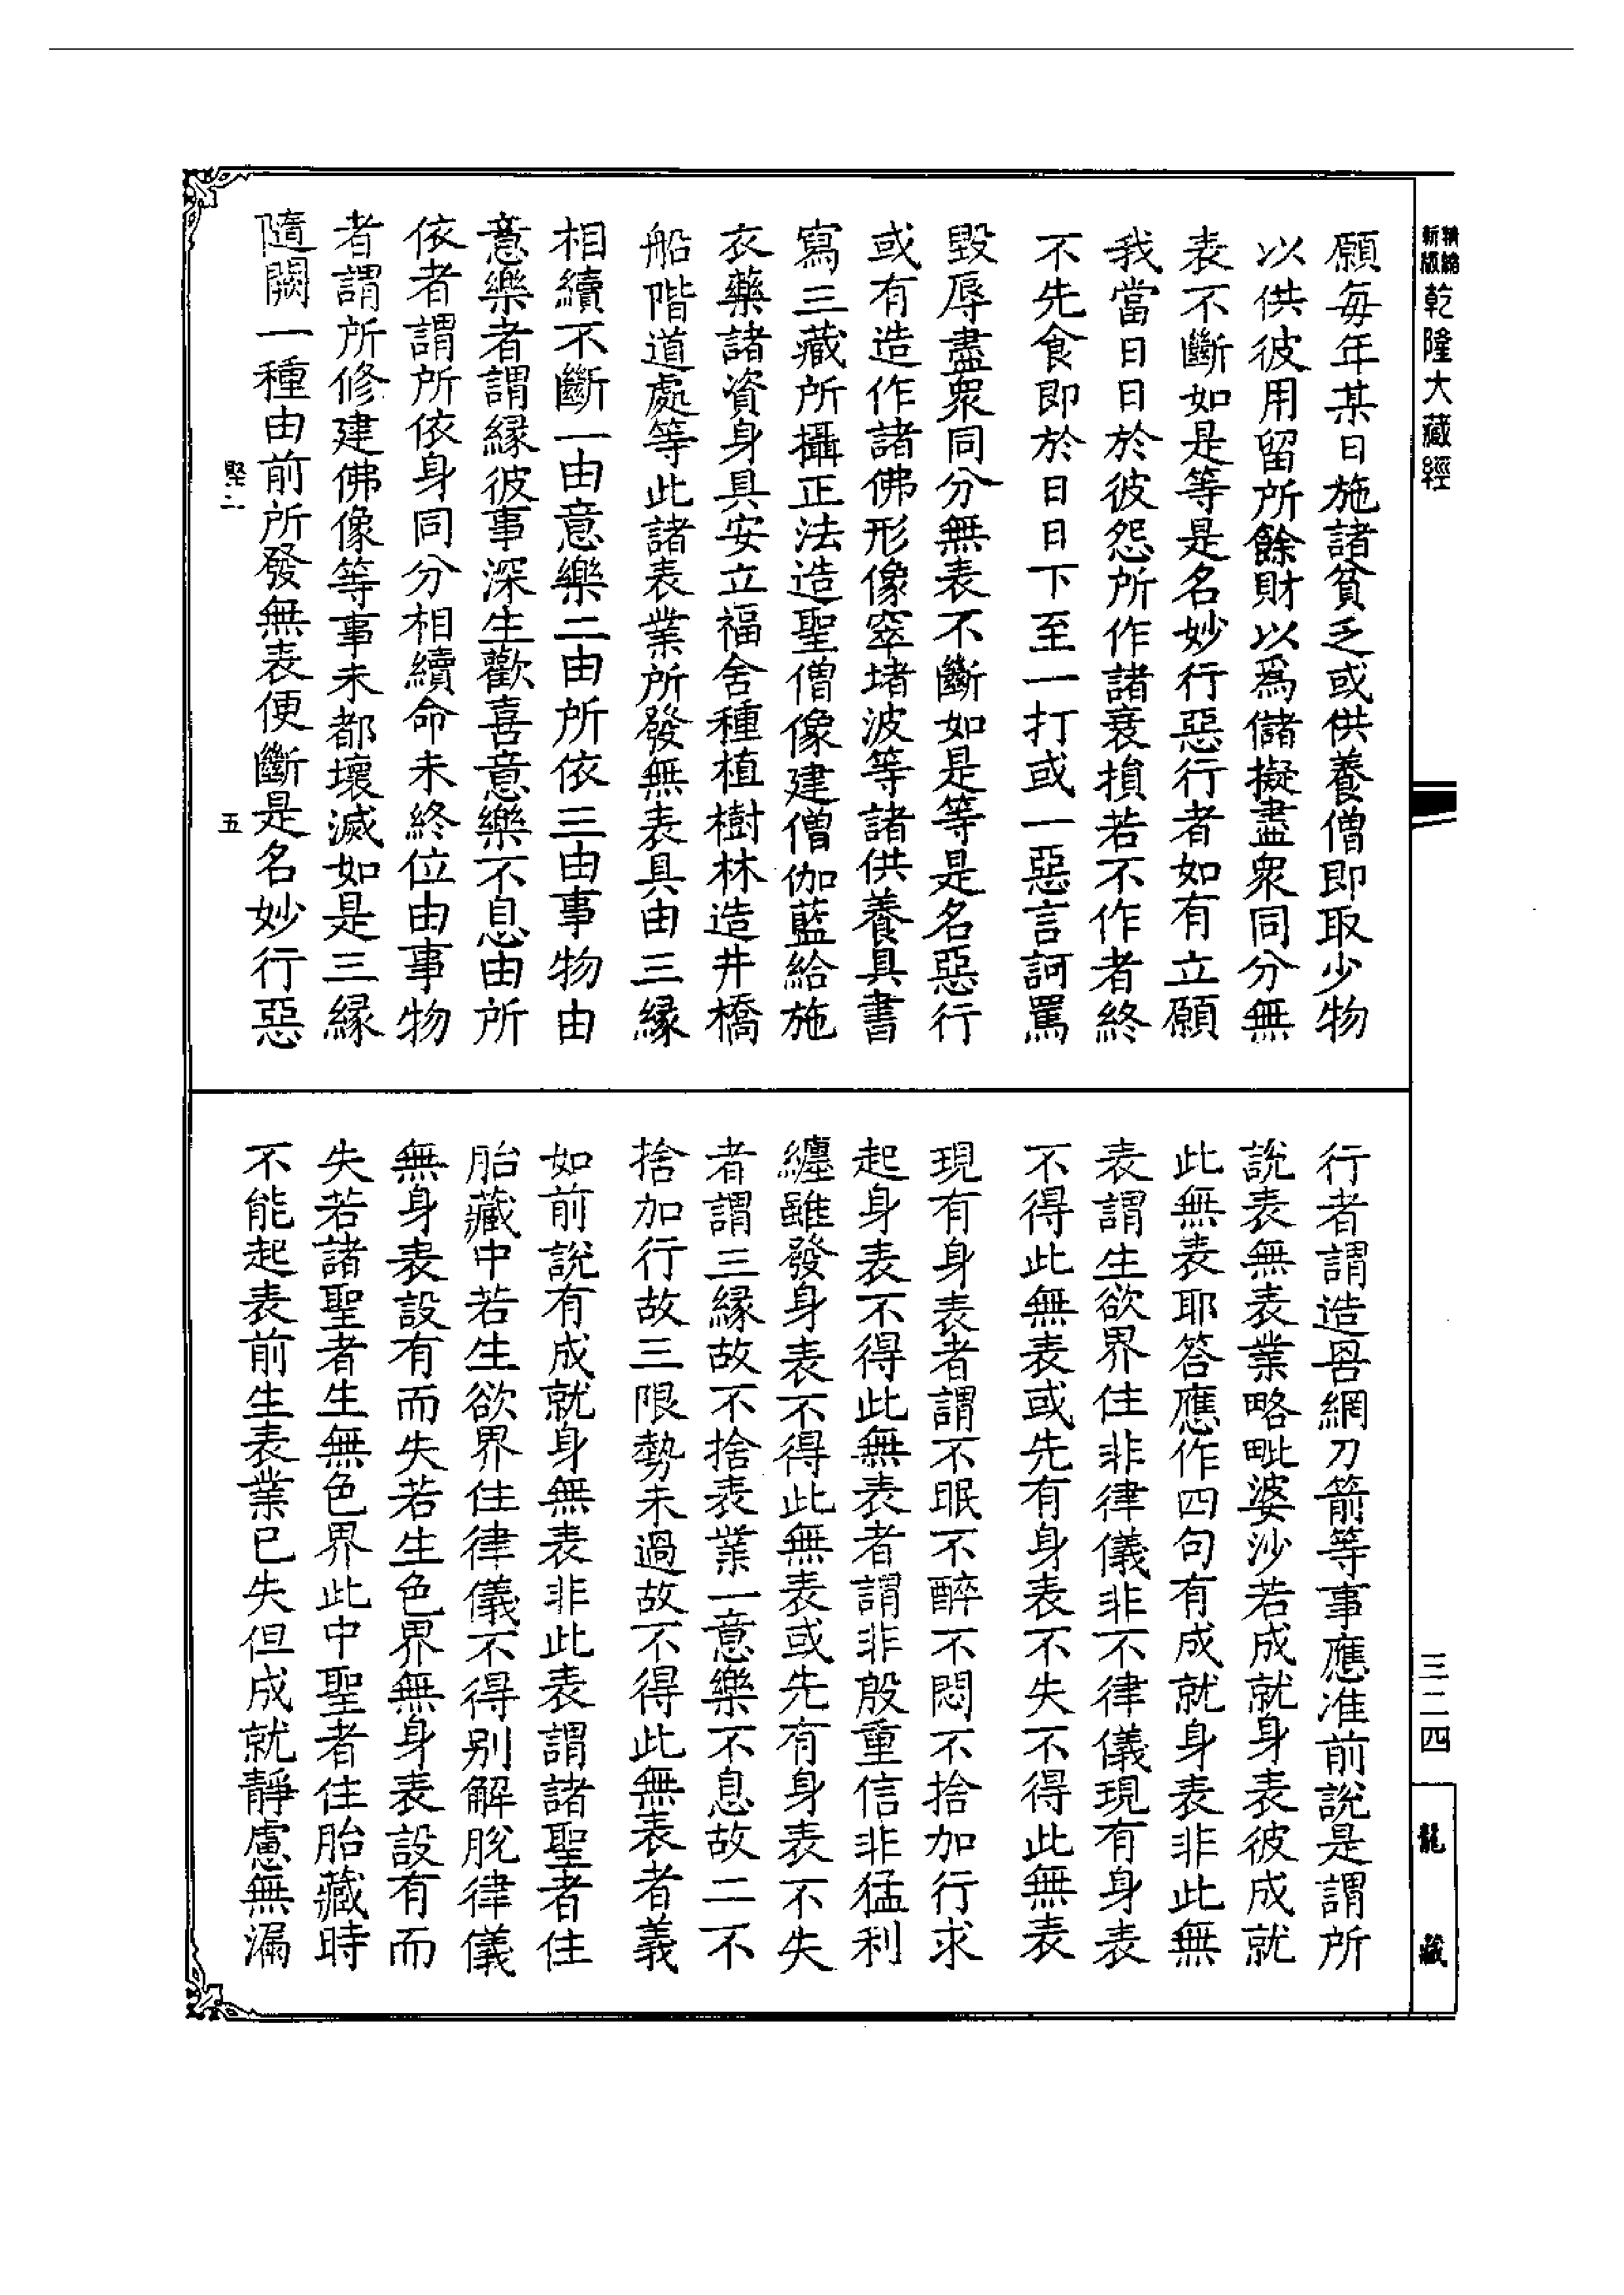 新編縮版乾隆大藏經
願每年某日施諸貧乏或供養僧即取少物
以供彼用留所餘財以爲儲擬盡衆同分無
表不斷如是等是名妙行惡行者如有立願
我當日日於彼怨所作諸衰損若不作者終
不先食即於日日下至一打或一惡言訶罵
毀辱盡衆同分無表不斷如是等是名惡行
或有造作諸佛形像窣堵波等諸供養具書
寫三藏所攝正法造聖僧像建僧伽藍給施
衣藥諸資身具安立福舍種植樹林造井橋
船階道處等此諸表業所發無表具由三緣
相續不斷一由意樂二由所依三由事物由
意樂者謂緣彼事深生歡喜意樂不息由所
依者謂所依身同分相續命未終位由事物
者謂所修建佛像等事未都壞滅如是三緣
隨闕一種由前所發無表便斷是名妙行惡
堅二 五
行者謂造罟網刀箭等事應准前說是謂所
說表無表業略毗婆沙若成就身表彼成就
此無表耶答應作四句有成就身表非此無
表謂生欲界住非律儀非不律儀現有身表
不得此無表或先有身表不失不得此無表
現有身表者謂不眠不醉不悶不捨加行求
起身表不得此無表者謂非殷重信非猛利
纏雖發身表不得此無表或先有身表不失
者謂三緣故不捨表業一意樂不息故二不
捨加行故三限勢未過故不得此無表者義
如前說有成就身無表非此表謂諸聖者住
胎藏中若生欲界住律儀不得別解脫律儀
無身表設有而失若生色界無身表設有而
失若諸聖者生無色界此中聖者住胎藏時
不能起表前生表業已失但成就靜慮無漏
三二四
龍藏